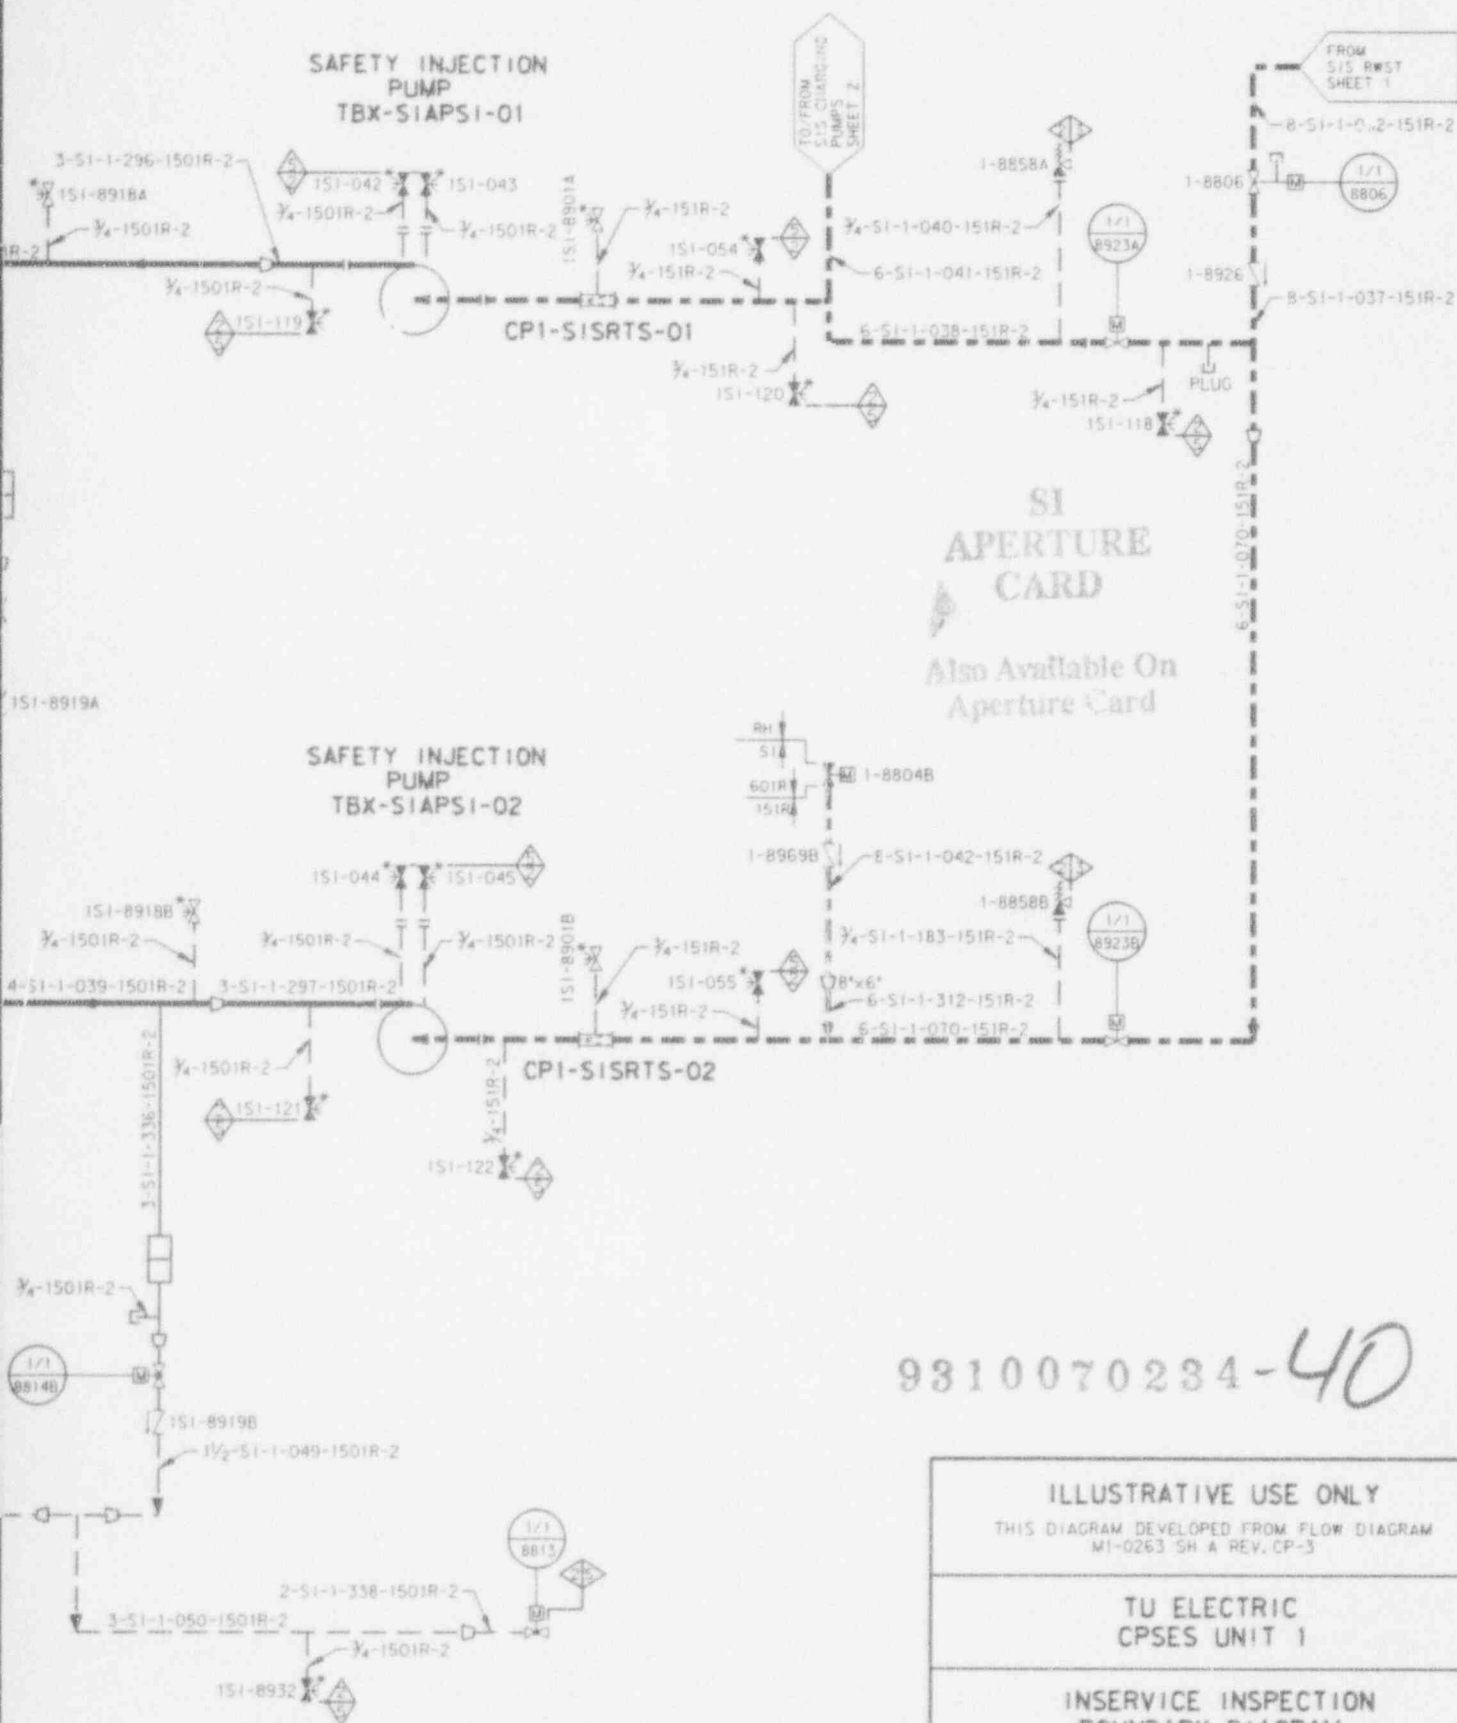 SAFETY INJECTION
PUMP
TBX-SIAPSI-01
TO/FROM
SIS CHARGING
PUMPS
SHEET 2
FROM
SIS RWST
SHEET 1
3-SI-1-296-1501R-2
1SI-8918A
3/4-1501R-2
1R-2
1SI-042
1SI-043
3/4-1501R-2
3/4-1501R-2
3/4-1501R-2
1SI-119
1SI-8901A
3/4-151R-2
1SI-054
3/4-151R-2
CP1-SISRTS-01
3/4-151R-2
1SI-120
1-8858A
3/4-SI-1-040-151R-2
6-SI-1-041-151R-2
6-SI-1-038-151R-2
1/1
8923A
M
3/4-151R-2
1SI-118
PLUG
1-8806
M
1/1
8806
1-8926
8-SI-1-037-151R-2
6-SI-1-070-151R-2
SI
APERTURE
CARD
Also Available On
Aperture Card
1SI-8919A
SAFETY INJECTION
PUMP
TBX-SIAPSI-02
RH
SI
601R
151R
M
1-8804B
1-8969B
8-SI-1-042-151R-2
1SI-044
1SI-045
1SI-8918B
3/4-1501R-2
3/4-1501R-2
3/4-1501R-2
4-SI-1-039-1501R-2
3-SI-1-297-1501R-2
1SI-8901B
3/4-151R-2
1SI-055
3/4-151R-2
8"x6"
6-SI-1-312-151R-2
6-SI-1-070-151R-2
1-8858B
3/4-SI-1-183-151R-2
1/1
8923B
M
CP1-SISRTS-02
3/4-1501R-2
1SI-121
3/4-151R-2
1SI-122
3-SI-1-336-1501R-2
3/4-1501R-2
1/1
8814B
M
1SI-8919B
1 1/2-SI-1-049-1501R-2
1/1
8813
M
2-SI-1-338-1501R-2
3-SI-1-050-1501R-2
3/4-1501R-2
1SI-8932
9310070234-40
ILLUSTRATIVE USE ONLY
THIS DIAGRAM DEVELOPED FROM FLOW DIAGRAM
M1-0263 SH A REV. CP-3
TU ELECTRIC
CPSES UNIT 1
INSERVICE INSPECTION
BOUNDARY DIAGRAM